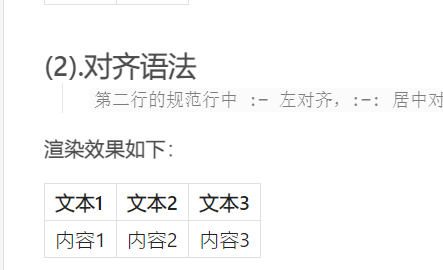 (2).对齐语法
第二行的规范行中 :- 左对齐，:-: 居中对
渲染效果如下：
文本1 文本2 文本3
内容1 内容2 内容3